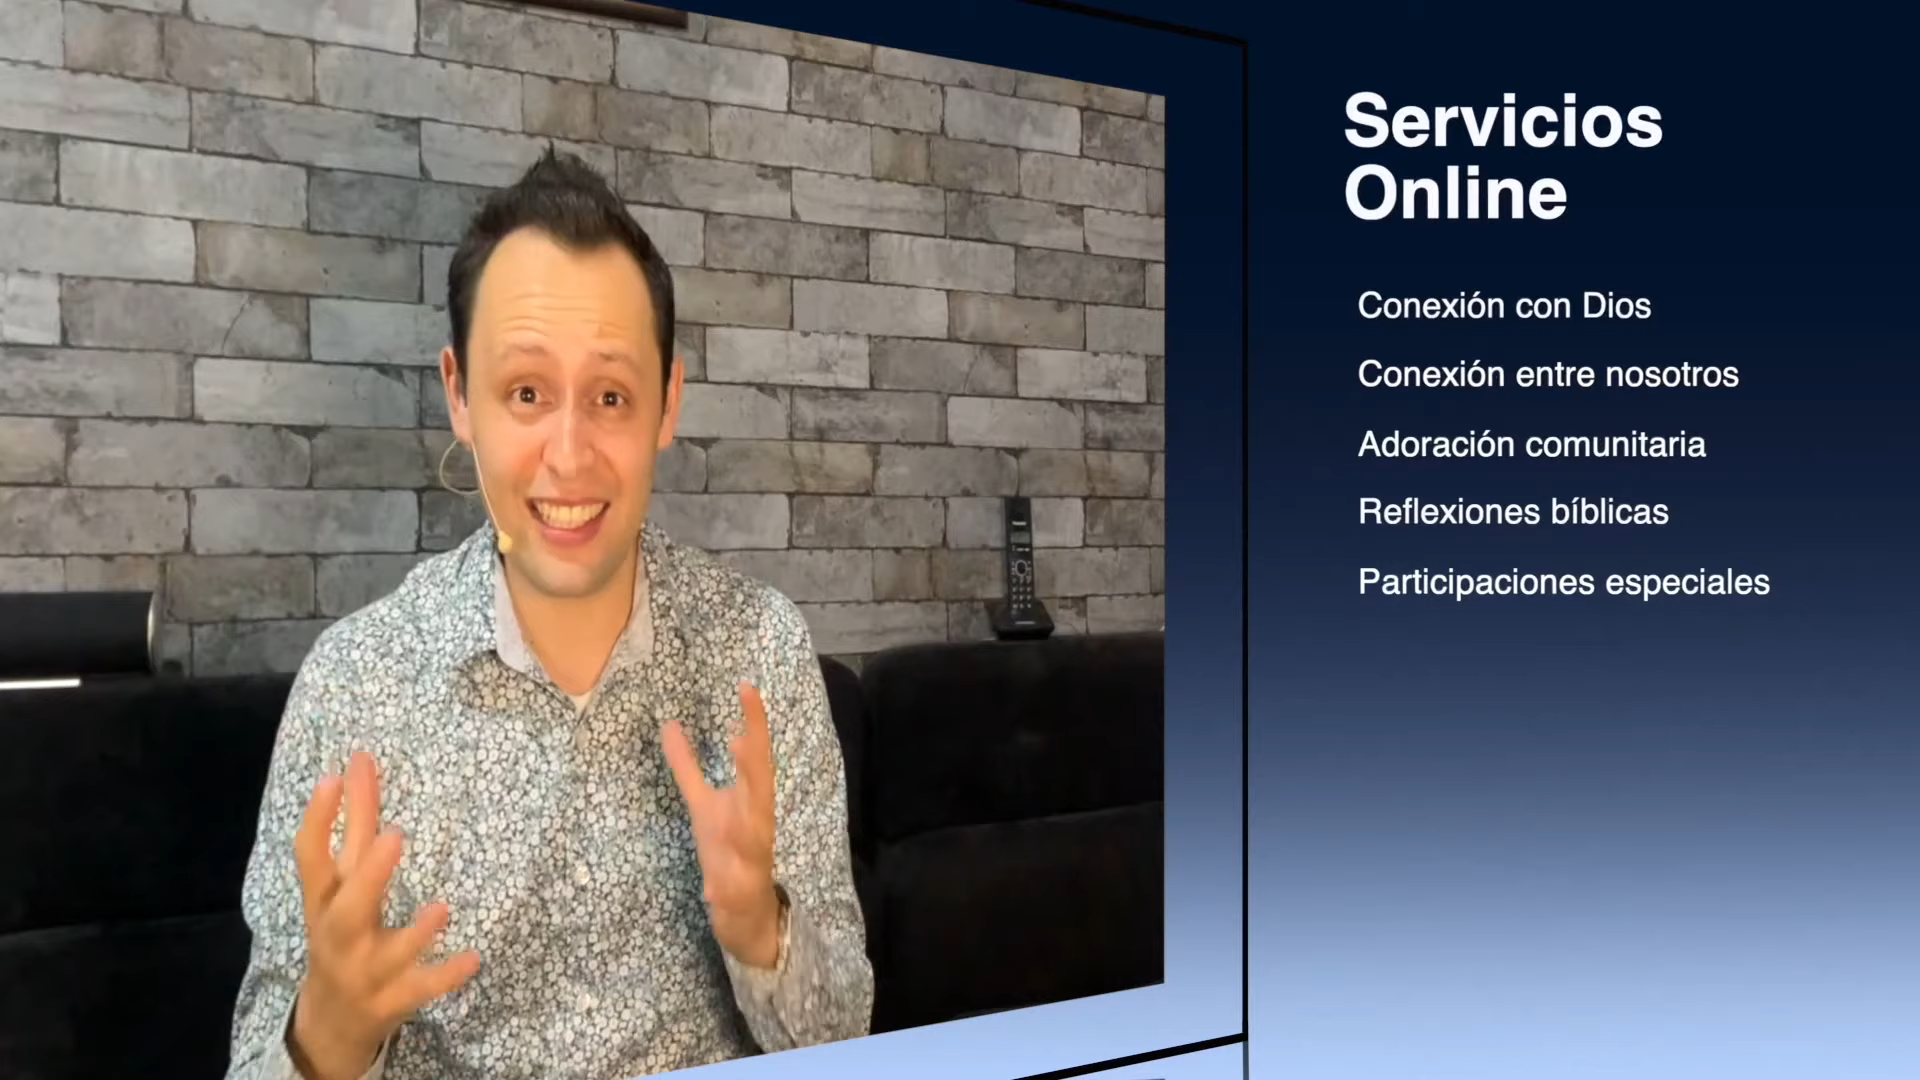 Servicios
Online
Conexión con Dios
Conexión entre nosotros
Adoración comunitaria
Reflexiones bíblicas
Participaciones especiales